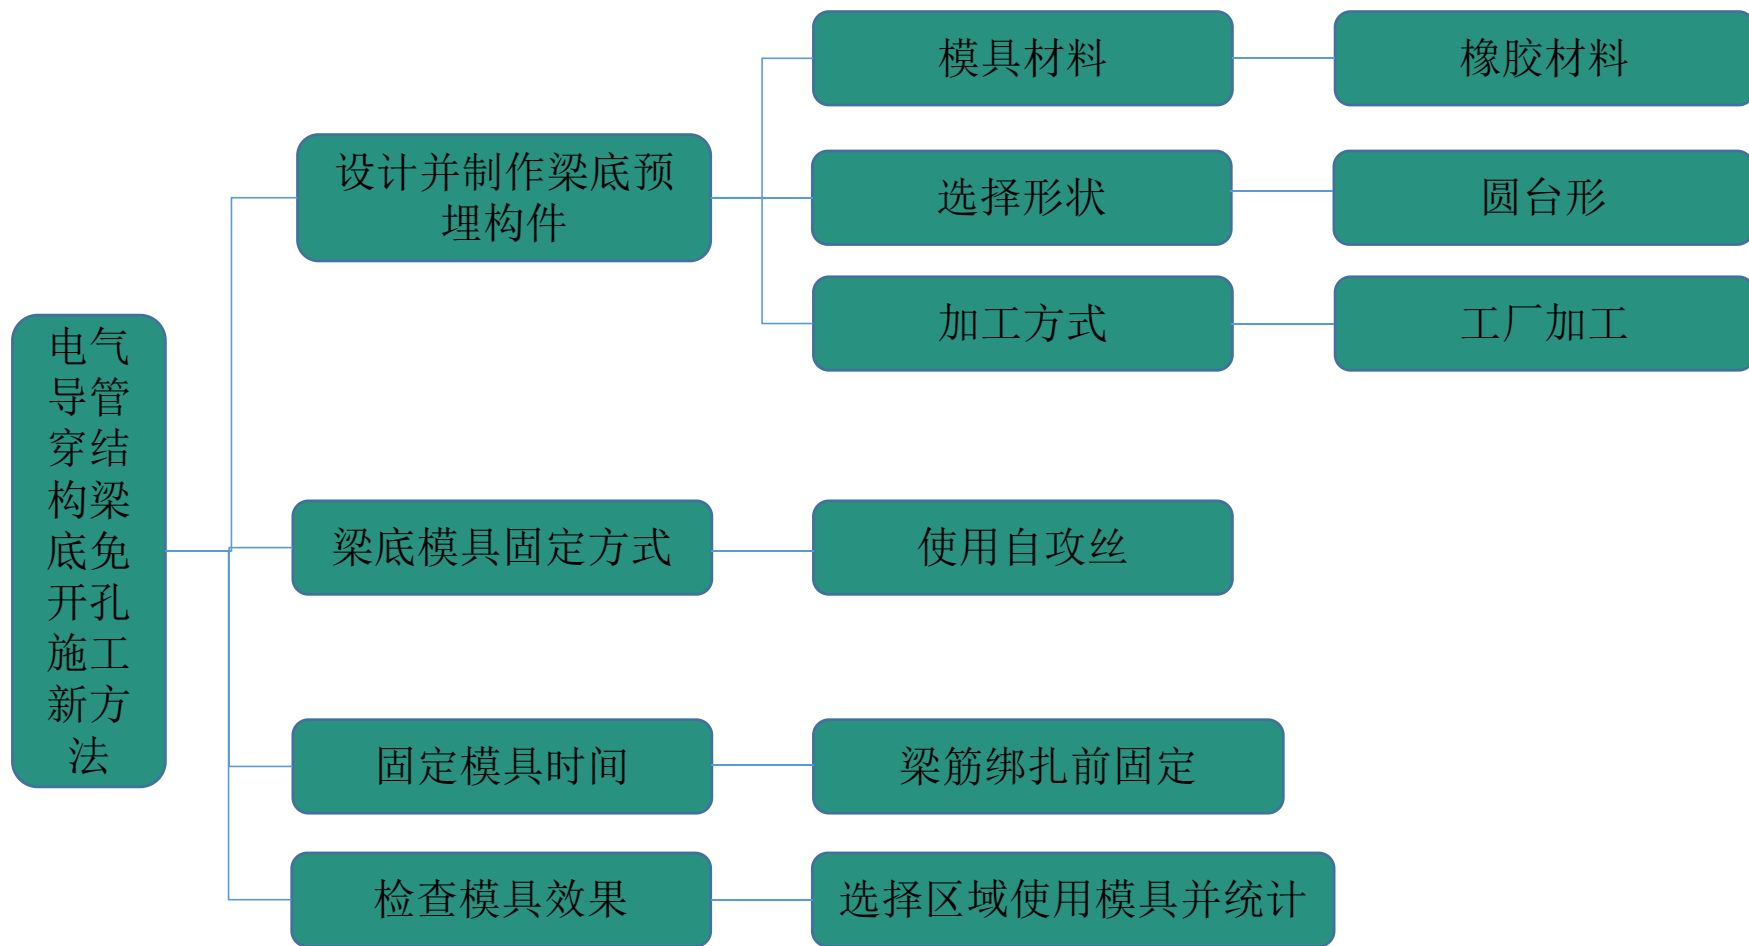 模具材料
橡胶材料
设计并制作梁底预
埋构件
选择形状
圆台形
加工方式
工厂加工
电气
导管
穿结
构梁
底免
开孔
施工
新方
法
梁底模具固定方式
使用自攻丝
固定模具时间
梁筋绑扎前固定
检查模具效果
选择区域使用模具并统计